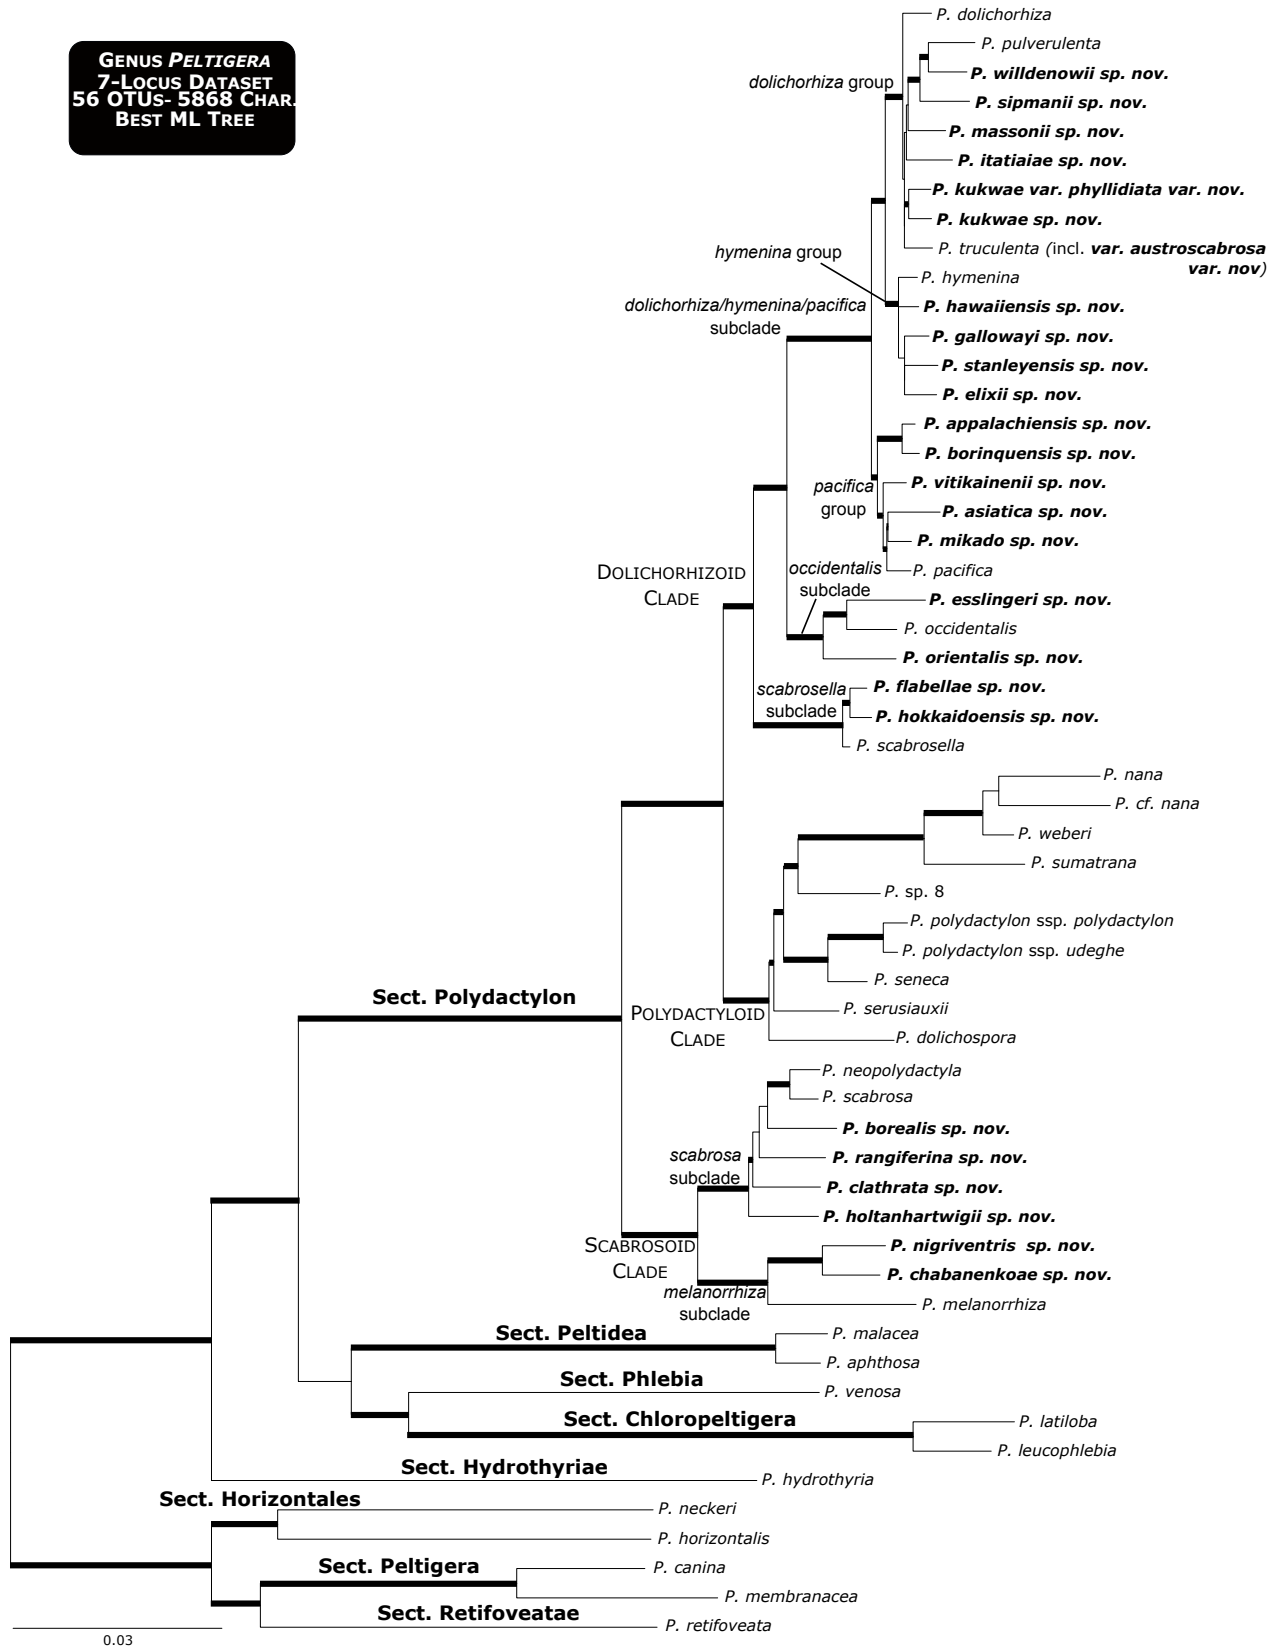 GENUS PELTIGERA
7-LOCUS DATASET
56 OTUS- 5868 CHAR.
BEST ML TREE
P. dolichorhiza
P. pulverulenta
P. willdenowii sp. nov.
dolichorhiza group
P. sipmanii sp. nov.
P. massonii sp. nov.
P. itatiaiae sp. nov.
P. kukwae var. phyllidiata var. nov.
P. kukwae sp. nov.
P. truculenta (incl. var. austroscabrosa
var. nov)
hymenina group
P. hymenina
P. hawaiiensis sp. nov.
dolichorhiza/hymenina/pacifica
subclade
P. gallowayi sp. nov.
P. stanleyensis sp. nov.
P. elixii sp. nov.
P. appalachiensis sp. nov.
P. borinquensis sp. nov.
pacifica
group
P. vitikainenii sp. nov.
P. asiatica sp. nov.
P. mikado sp. nov.
P. pacifica
DOLICHORHIZOID
CLADE
occidentalis
subclade
P. esslingeri sp. nov.
P. occidentalis
P. orientalis sp. nov.
scabrosella
subclade
P. flabellae sp. nov.
P. hokkaidoensis sp. nov.
P. scabrosella
P. nana
P. cf. nana
P. weberi
P. sumatrana
P. sp. 8
P. polydactylon ssp. polydactylon
P. polydactylon ssp. udeghe
P. seneca
Sect. Polydactylon
P. serusiauxii
POLYDACTYLOID
CLADE
P. dolichospora
P. neopolydactyla
P. scabrosa
P. borealis sp. nov.
scabrosa
subclade
P. rangiferina sp. nov.
P. clathrata sp. nov.
P. holtanhartwigii sp. nov.
SCABROSOID
CLADE
P. nigriventris sp. nov.
P. chabanenkoae sp. nov.
melanorrhiza
subclade
P. melanorrhiza
Sect. Peltidea
P. malacea
P. aphthosa
Sect. Phlebia
P. venosa
Sect. Chloropeltigera
P. latiloba
P. leucophlebia
Sect. Hydrothyriae
P. hydrothyria
Sect. Horizontales
P. neckeri
P. horizontalis
Sect. Peltigera
P. canina
P. membranacea
Sect. Retifoveatae
P. retifoveata
0.03